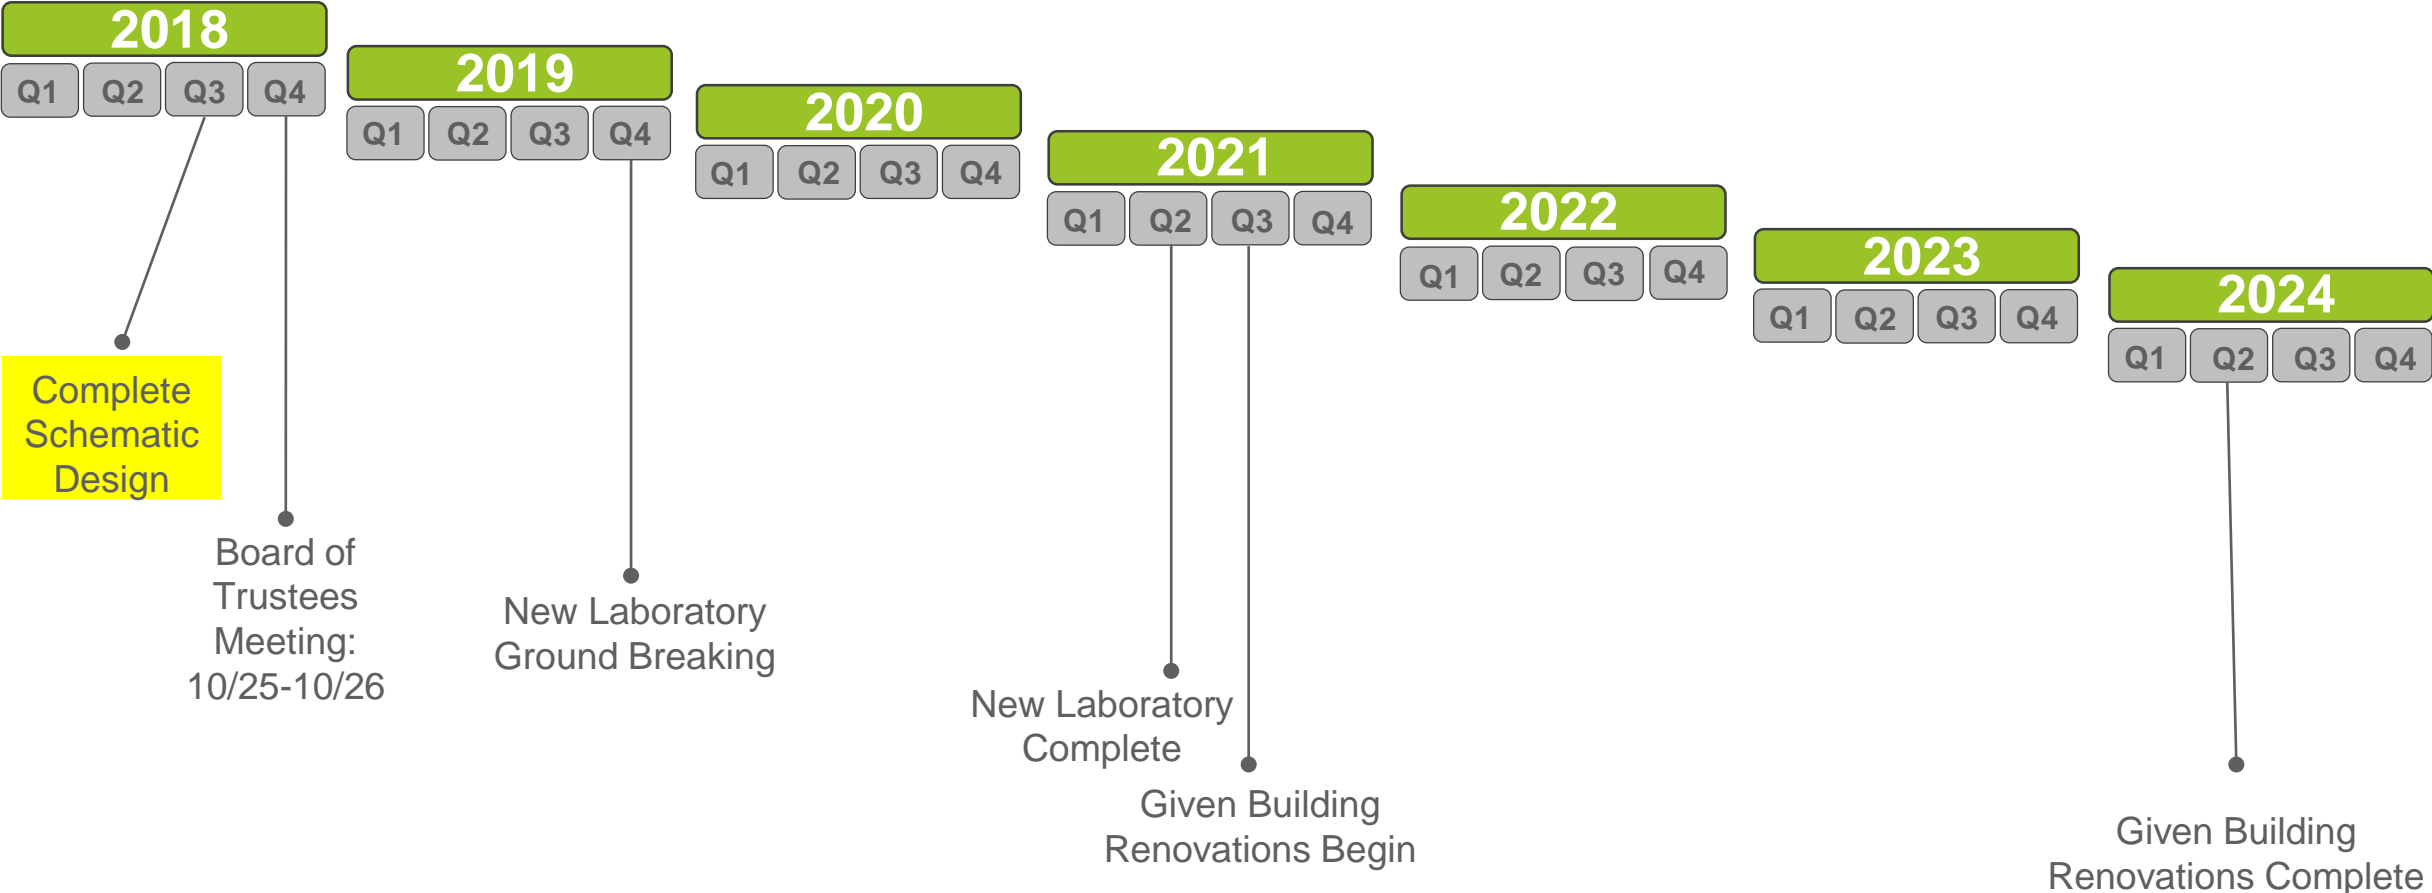 2018
Q1 Q2 Q3 Q4
2019
Q1 Q2 Q3 Q4
2020
Q1 Q2 Q3 Q4
2021
Q1 Q2 Q3 Q4
2022
Q1 Q2 Q3 Q4
2023
Q1 Q2 Q3 Q4
2024
Q1 Q2 Q3 Q4
Complete
Schematic
Design
Board of
Trustees
Meeting:
10/25-10/26
New Laboratory
Ground Breaking
New Laboratory
Complete
Given Building
Renovations Begin
Given Building
Renovations Complete